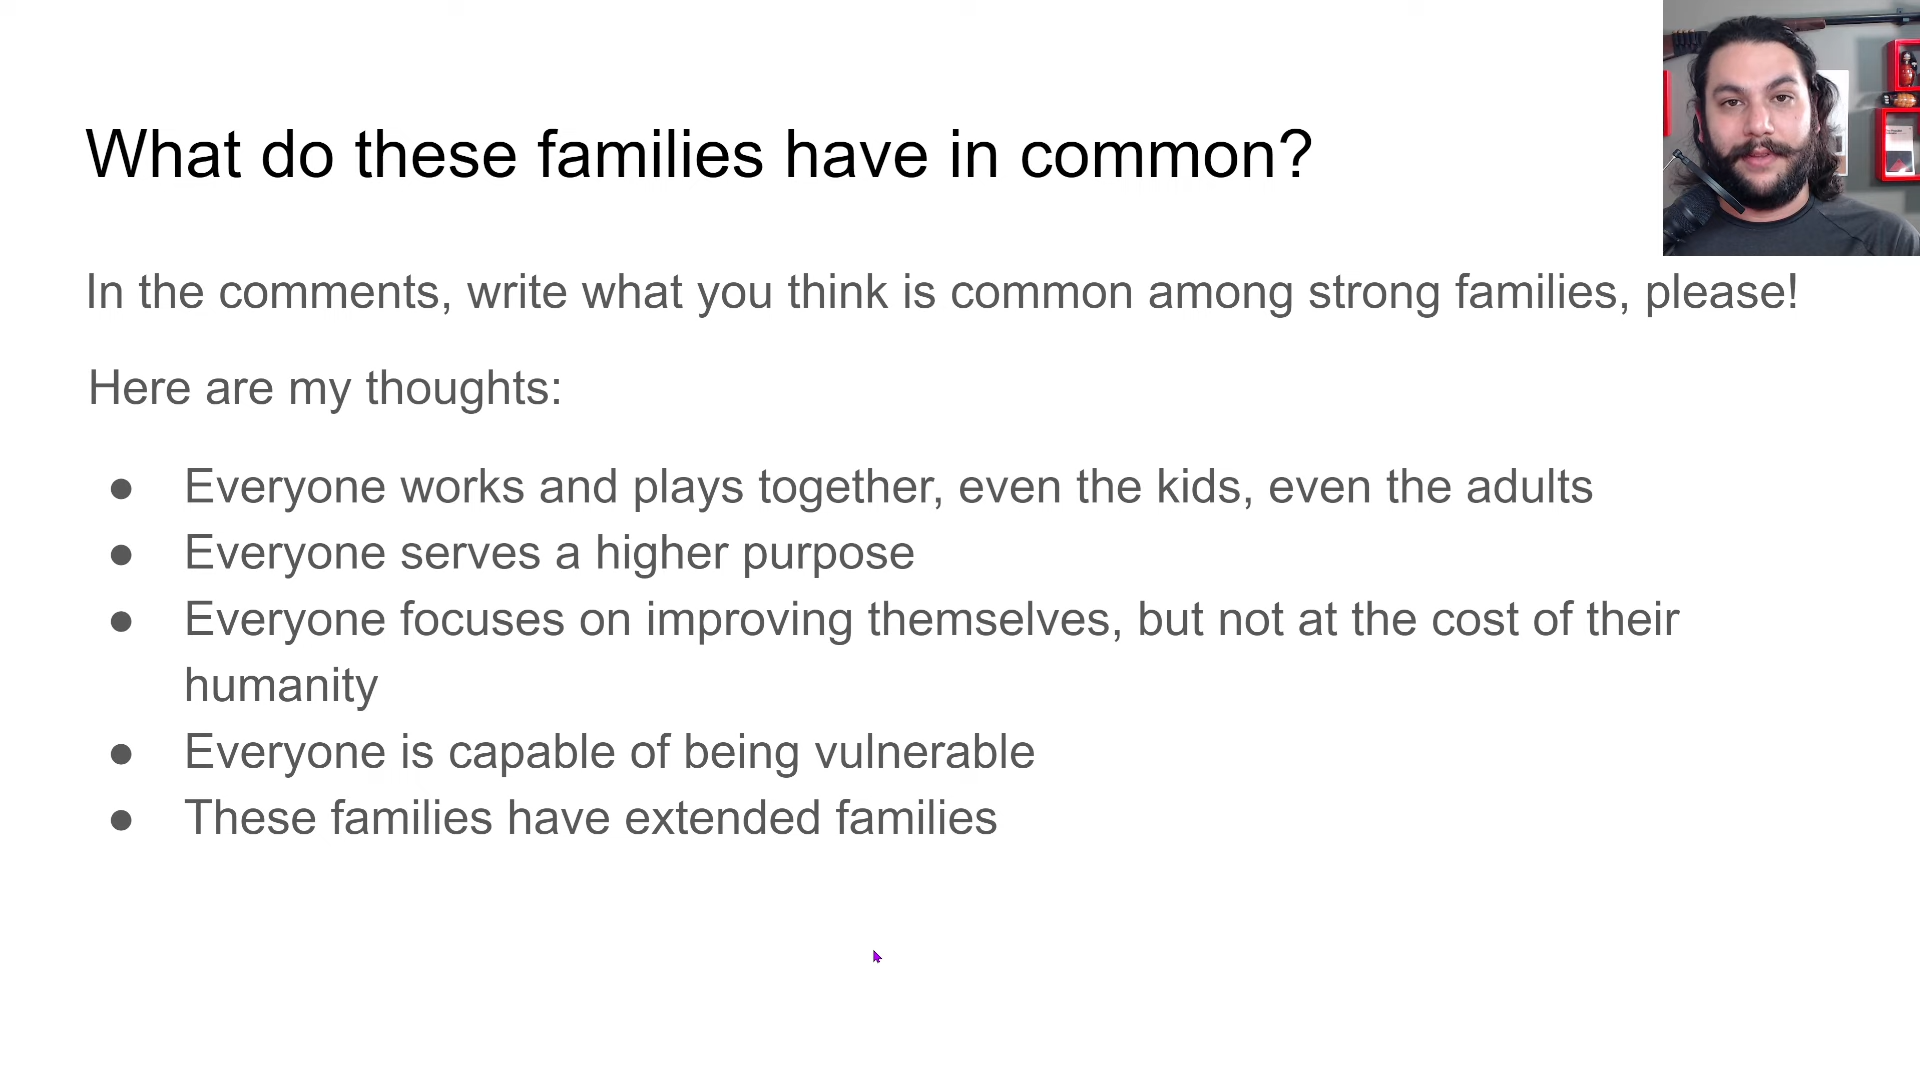 What do these families have in common?
In the comments, write what you think is common among strong families, please!
Here are my thoughts:
● Everyone works and plays together, even the kids, even the adults
● Everyone serves a higher purpose
● Everyone focuses on improving themselves, but not at the cost of their
humanity
● Everyone is capable of being vulnerable
● These families have extended families